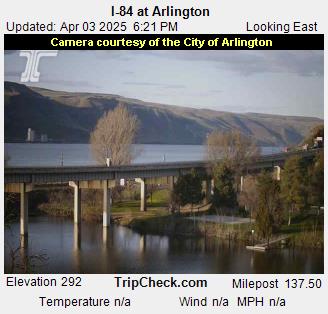 I-84 at Arlington
Updated: Apr 03 2025 6:21 PM Looking East
Camera courtesy of the City of Arlington
Elevation 292 TripCheck.com Milepost 137.50
Temperature n/a Wind n/a MPH n/a